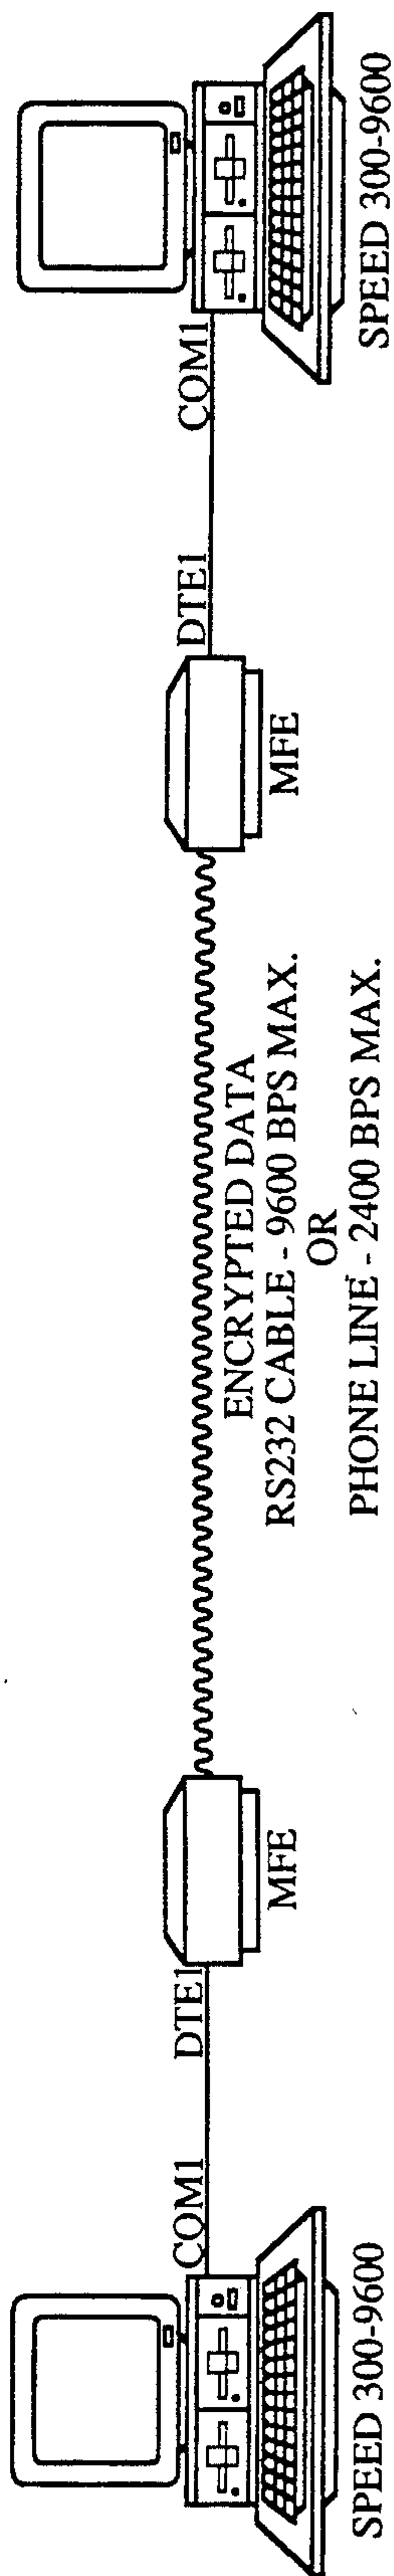 COM1
DTE1
SPEED 300-9600
MFE
ENCRYPTED DATA
RS232 CABLE - 9600 BPS MAX.
OR
PHONE LINE - 2400 BPS MAX.
MFE
DTE1
COM1
SPEED 300-9600